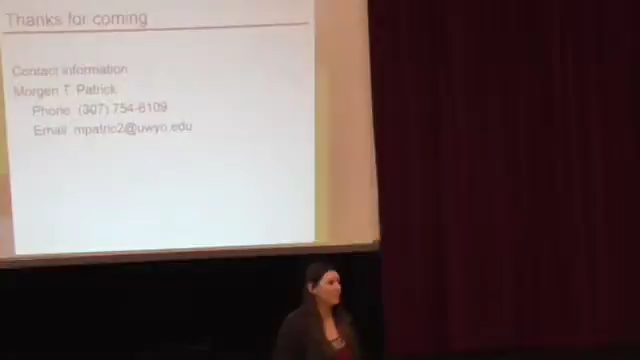 Thanks for coming
Contact information
Morgen T. Patrick
Phone: (307) 754-6109
Email: mpatric2@uwyo.edu